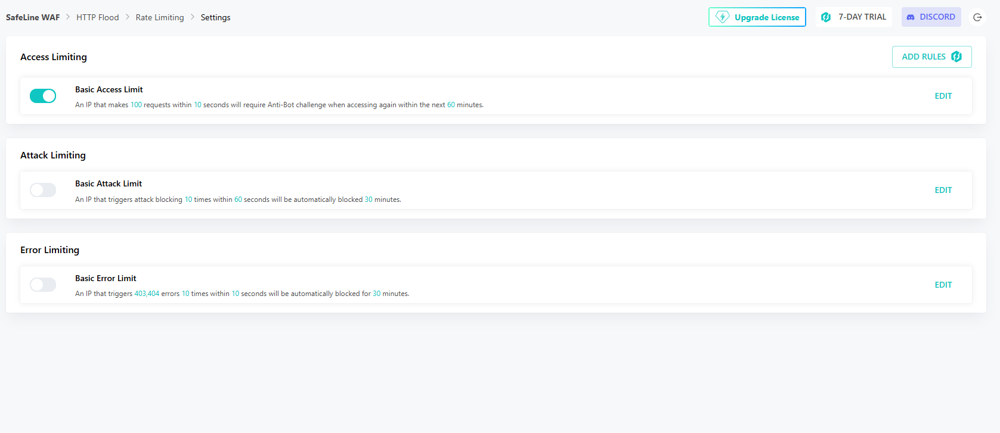 SafeLine WAF > HTTP Flood > Rate Limiting > Settings
Upgrade License
7-DAY TRIAL
DISCORD
Access Limiting
ADD RULES
Basic Access Limit
An IP that makes 100 requests within 10 seconds will require Anti-Bot challenge when accessing again within the next 60 minutes.
EDIT
Attack Limiting
Basic Attack Limit
An IP that triggers attack blocking 10 times within 60 seconds will be automatically blocked 30 minutes.
EDIT
Error Limiting
Basic Error Limit
An IP that triggers 403,404 errors 10 times within 10 seconds will be automatically blocked for 30 minutes.
EDIT